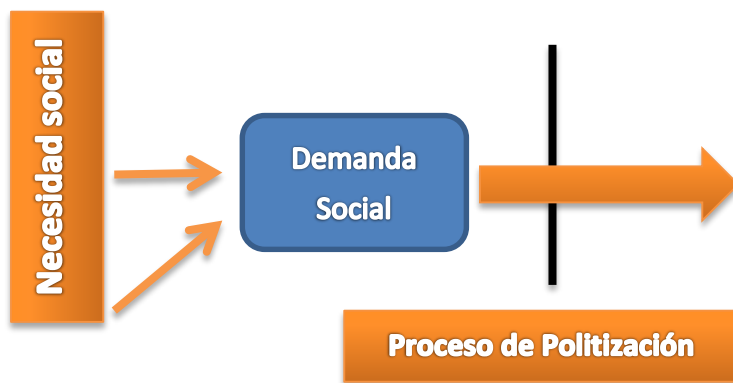 Necesidad social
Demanda
Social
Proceso de Politización